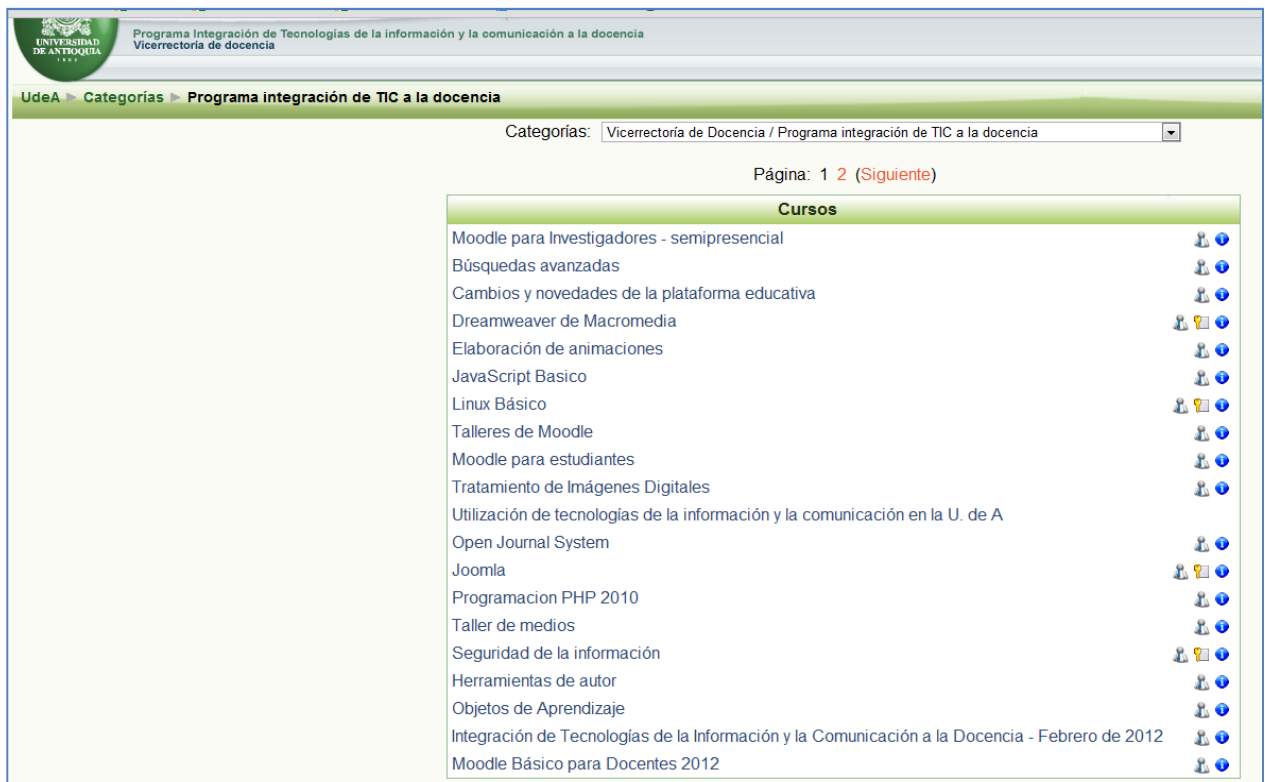 UNIVERSIDAD
DE ANTIOQUIA
1803
Programa Integración de Tecnologías de la información y la comunicación a la docencia
Vicerrectoría de docencia
UdeA ► Categorías ► Programa integración de TIC a la docencia
Categorías: Vicerrectoría de Docencia / Programa integración de TIC a la docencia
Página: 1 2 (Siguiente)
Cursos
Moodle para Investigadores - semipresencial
Búsquedas avanzadas
Cambios y novedades de la plataforma educativa
Dreamweaver de Macromedia
Elaboración de animaciones
JavaScript Basico
Linux Básico
Talleres de Moodle
Moodle para estudiantes
Tratamiento de Imágenes Digitales
Utilización de tecnologías de la información y la comunicación en la U. de A
Open Journal System
Joomla
Programacion PHP 2010
Taller de medios
Seguridad de la información
Herramientas de autor
Objetos de Aprendizaje
Integración de Tecnologías de la Información y la Comunicación a la Docencia - Febrero de 2012
Moodle Básico para Docentes 2012